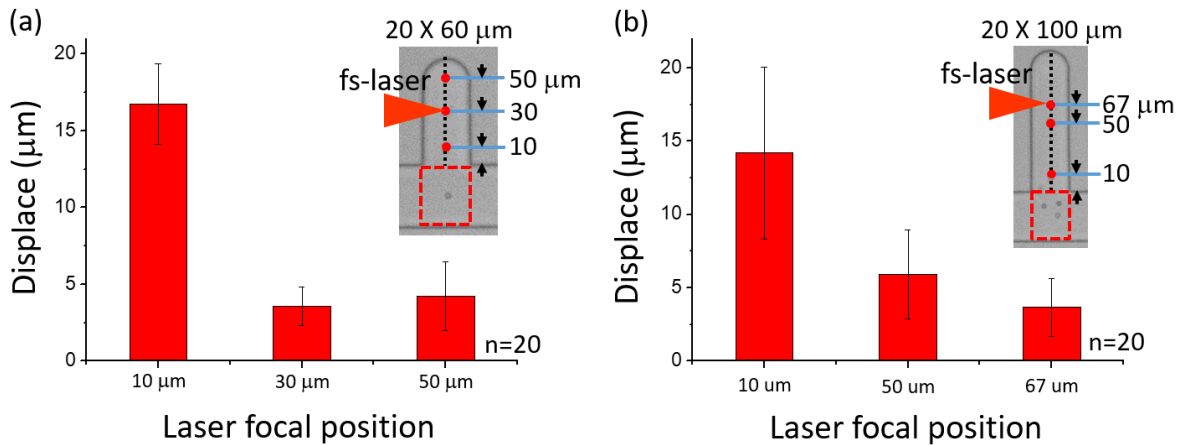 (a)
20 X 60 μm
fs-laser
50 μm
30
10
Displace (μm)
20
15
10
5
0
n=20
10 μm
30 μm
50 μm
Laser focal position
(b)
20 X 100 μm
fs-laser
67 μm
50
10
Displace (μm)
20
15
10
5
0
n=20
10 um
50 um
67 um
Laser focal position